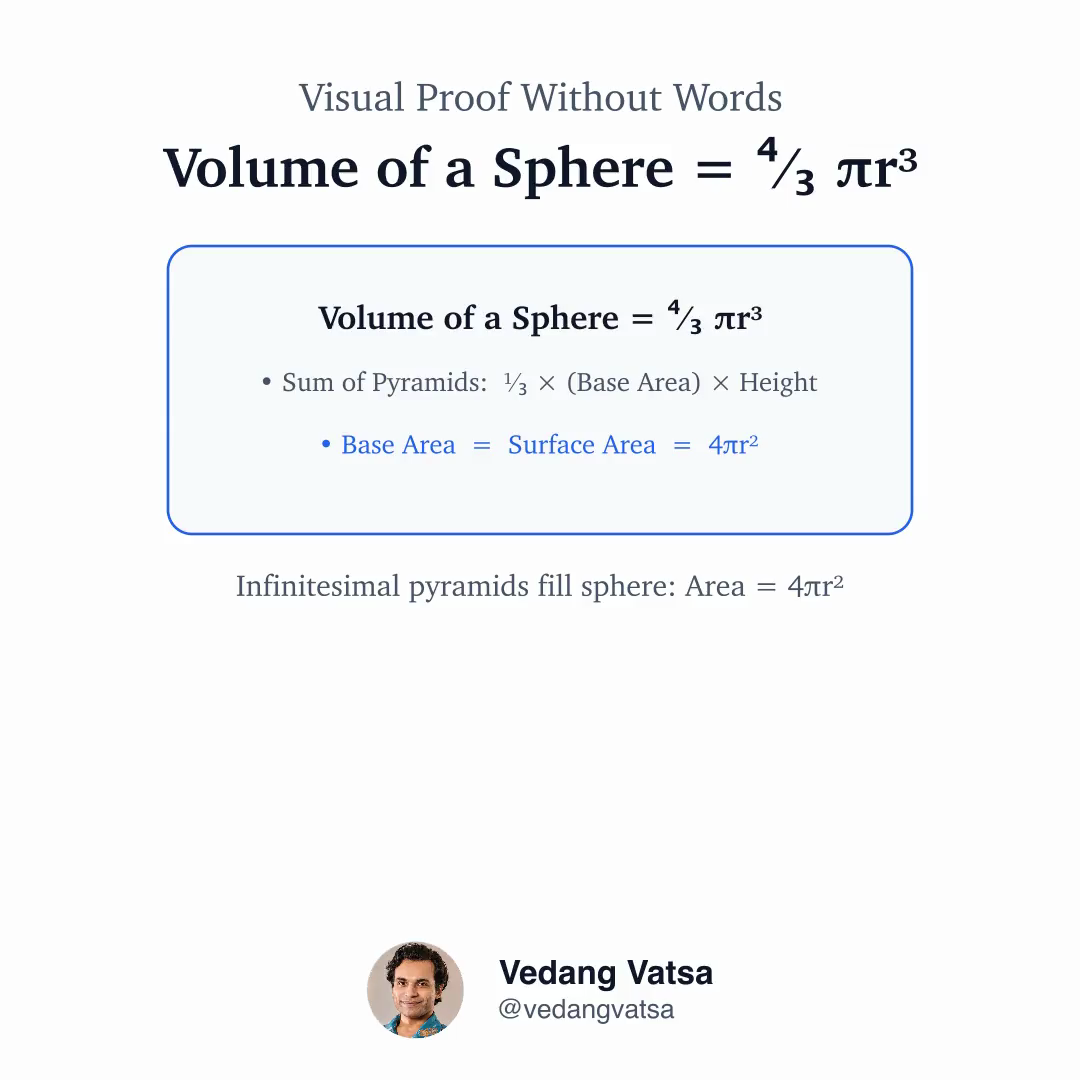 Visual Proof Without Words
Volume of a Sphere = ⁴⁄₃ πr³
Volume of a Sphere = ⁴⁄₃ πr³
• Sum of Pyramids: ⅓ × (Base Area) × Height
• Base Area = Surface Area = 4πr²
Infinitesimal pyramids fill sphere: Area = 4πr²
Vedang Vatsa
@vedangvatsa